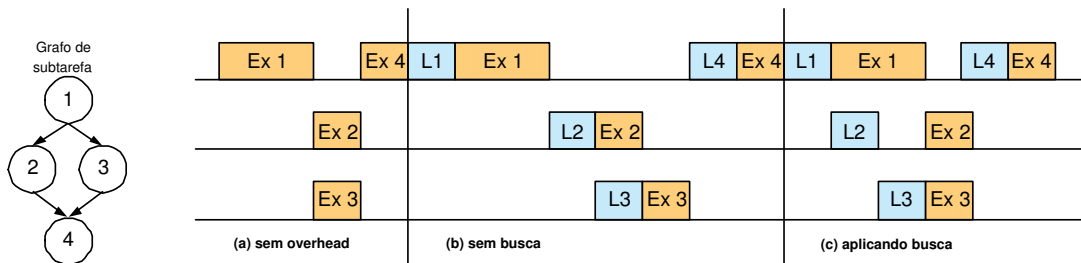 Grafo de
subtarefa
1
2 3
4
Ex 1 Ex 4 L1 Ex 1 L4 Ex 4 L1 Ex 1 L4 Ex 4
Ex 2 L2 Ex 2 L2 Ex 2
Ex 3 L3 Ex 3 L3 Ex 3
(a) sem overhead (b) sem busca (c) aplicando busca